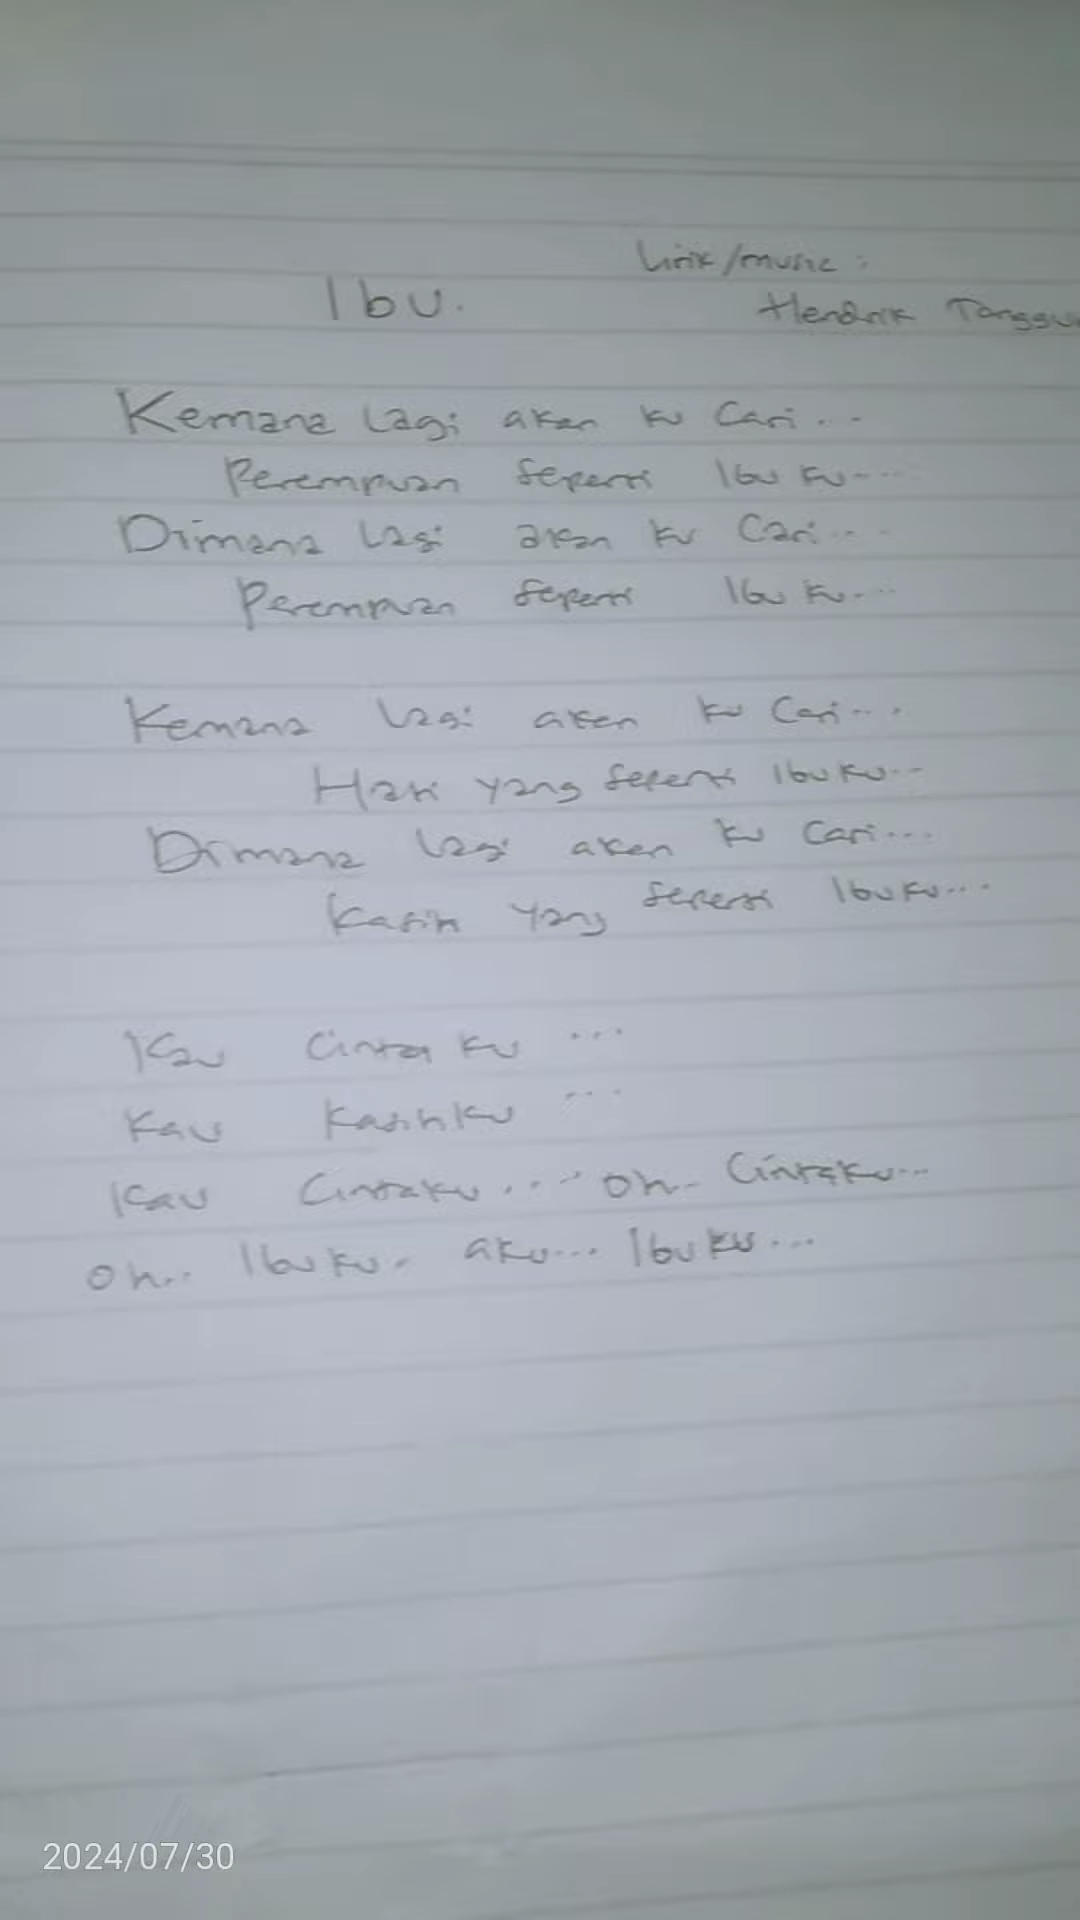 Lirik/music :
Ibu.
Hendrik
Kemana Lagi akan ku Cari...
Perempuan Seperti Ibu ku....
Dimana Lagi akan ku Cari....
Perempuan Seperti Ibu ku....
Kemana Lagi akan ku Cari...
Hati yang Seperti Ibuku...
Dimana Lagi akan ku Cari...
Kasih yang Seperti Ibuku...
Kau Cinta ku ...
Kau Kasihku ...
Kau Cintaku .... Oh.. Cintaku...
Oh.. Ibuku. aku... Ibuku...
2024/07/30